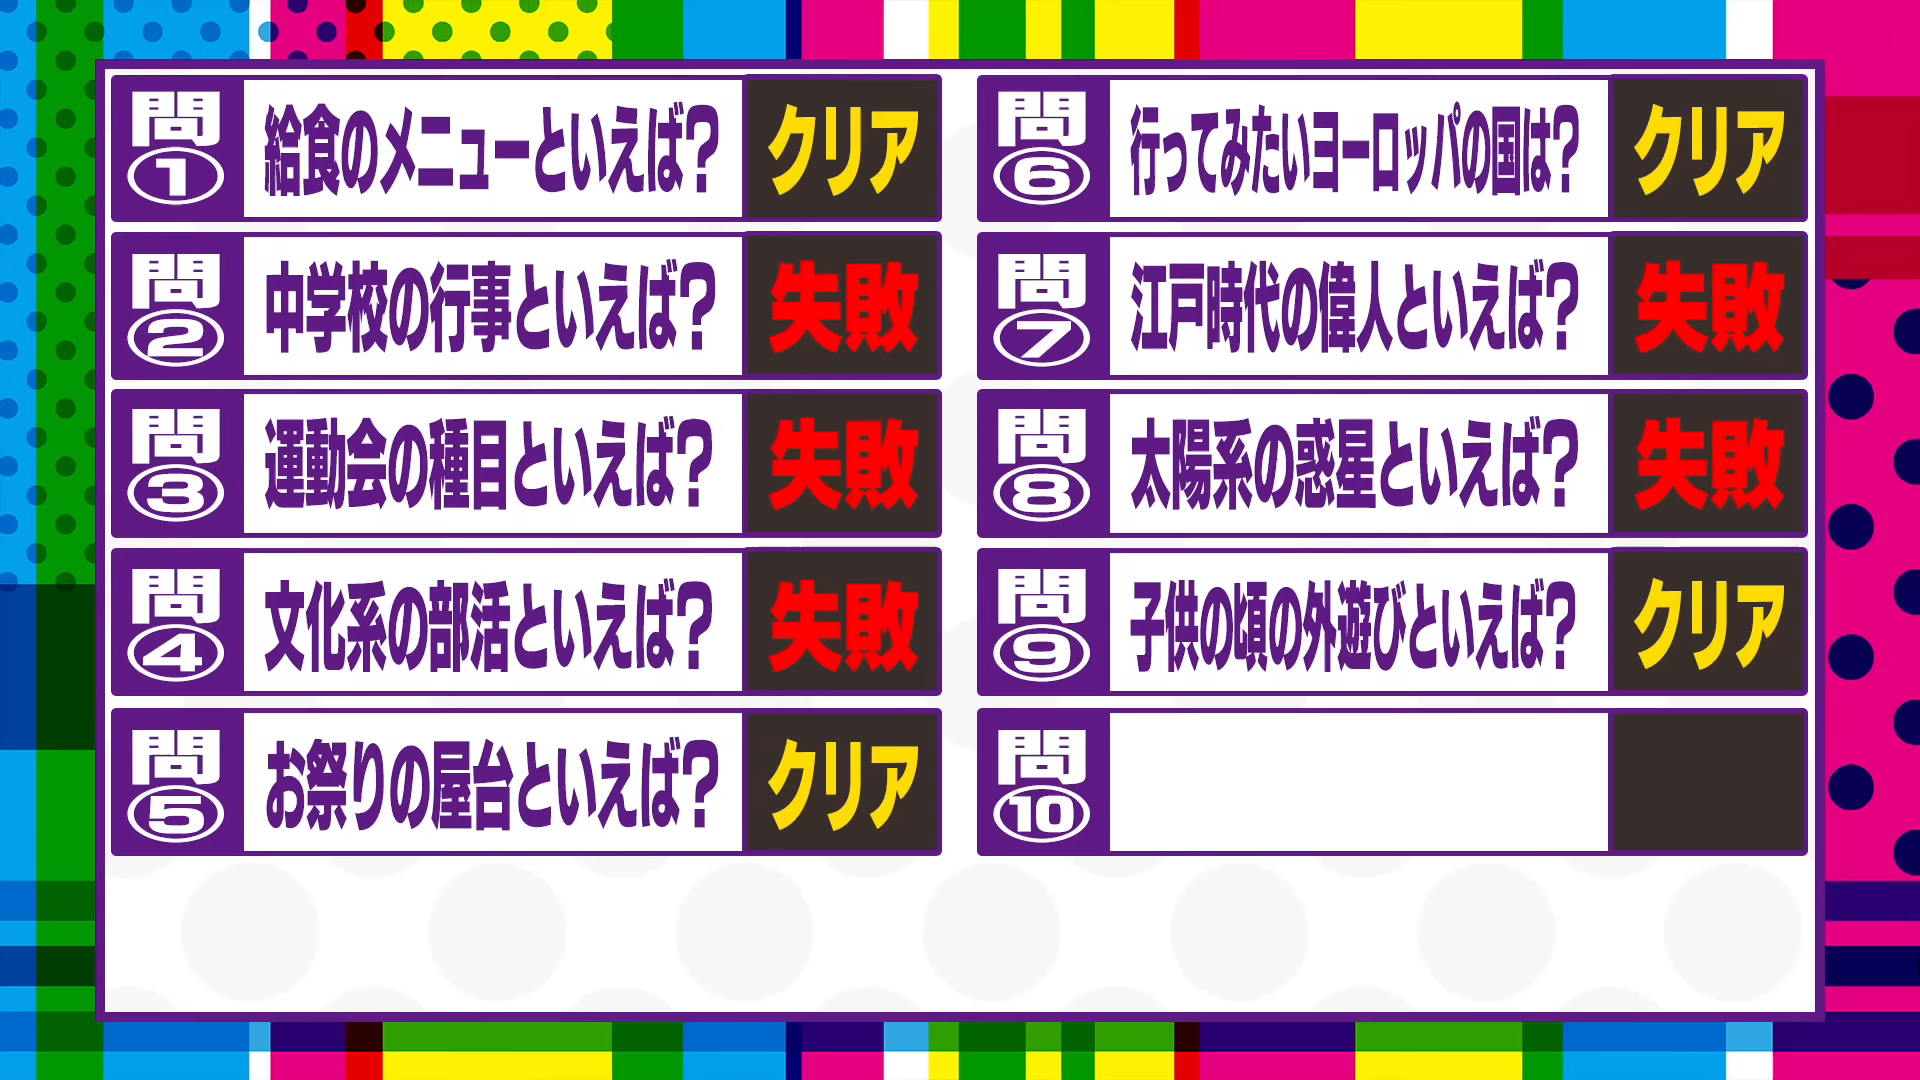 問1 給食のメニューといえば? クリア
問2 中学校の行事といえば? 失敗
問3 運動会の種目といえば? 失敗
問4 文化系の部活といえば? 失敗
問5 お祭りの屋台といえば? クリア
問6 行ってみたいヨーロッパの国は? クリア
問7 江戸時代の偉人といえば? 失敗
問8 太陽系の惑星といえば? 失敗
問9 子供の頃の外遊びといえば? クリア
問10